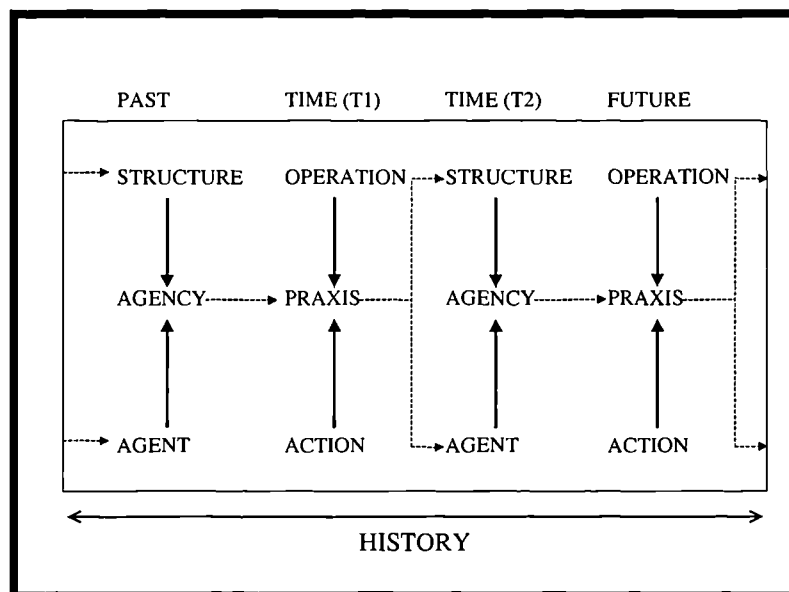 PAST TIME (T1) TIME (T2) FUTURE
STRUCTURE OPERATION STRUCTURE OPERATION
AGENCY PRAXIS AGENCY PRAXIS
AGENT ACTION AGENT ACTION
HISTORY